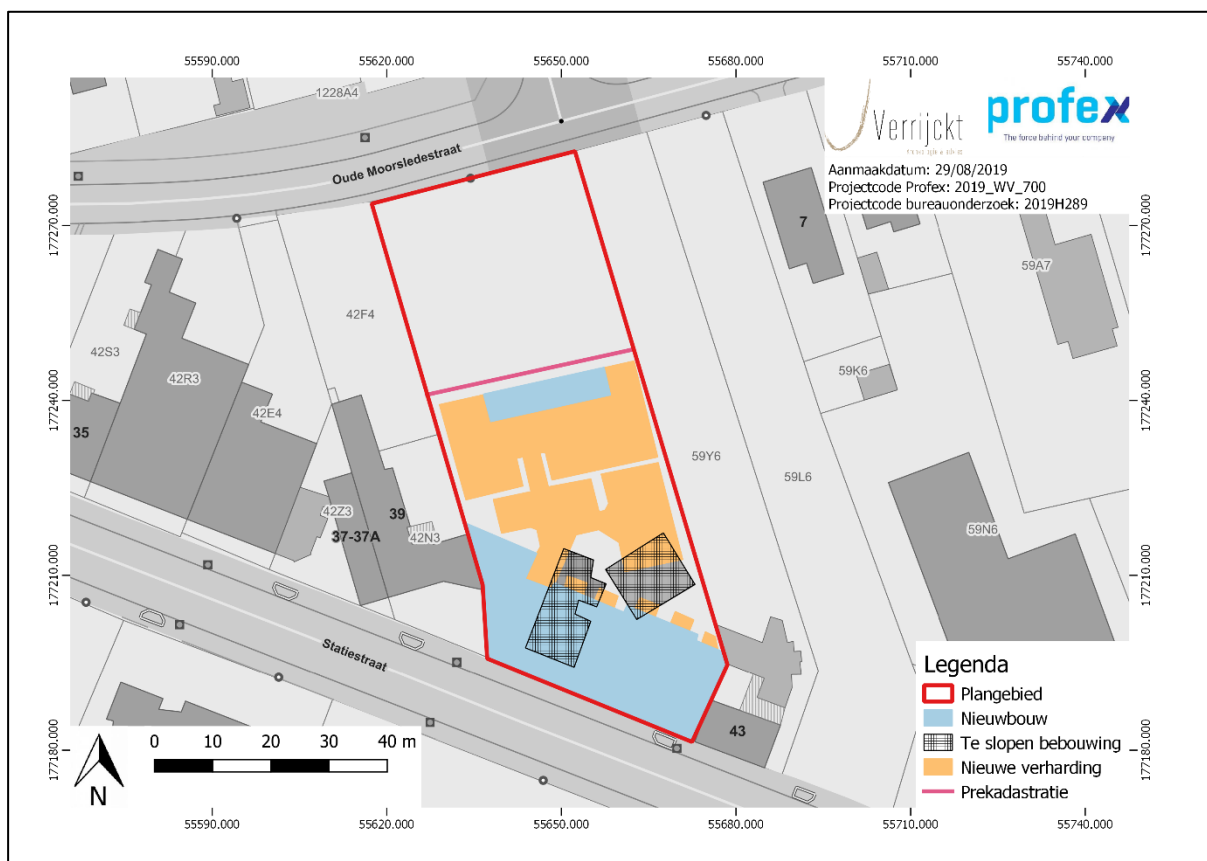 55590.000 55620.000 55650.000 55680.000 55710.000 55740.000
Verrijckt
profex
The force behind your company
Aanmaakdatum: 29/08/2019
Projectcode Profex: 2019_WV_700
Projectcode bureauonderzoek: 2019H289
1228A4
Oude Moorsledestraat
177270.000
177270.000
7
59A7
42F4
42S3
42R3
59K6
42E4
177240.000
177240.000
35
59Y6
59L6
42Z3
39
37-37A
42N3
59N6
177210.000
177210.000
Statiestraat
43
177180.000
177180.000
Legenda
Plangebied
Nieuwbouw
Te slopen bebouwing
Nieuwe verharding
Prekadastratie
0 10 20 30 40 m
N
55590.000 55620.000 55650.000 55680.000 55710.000 55740.000